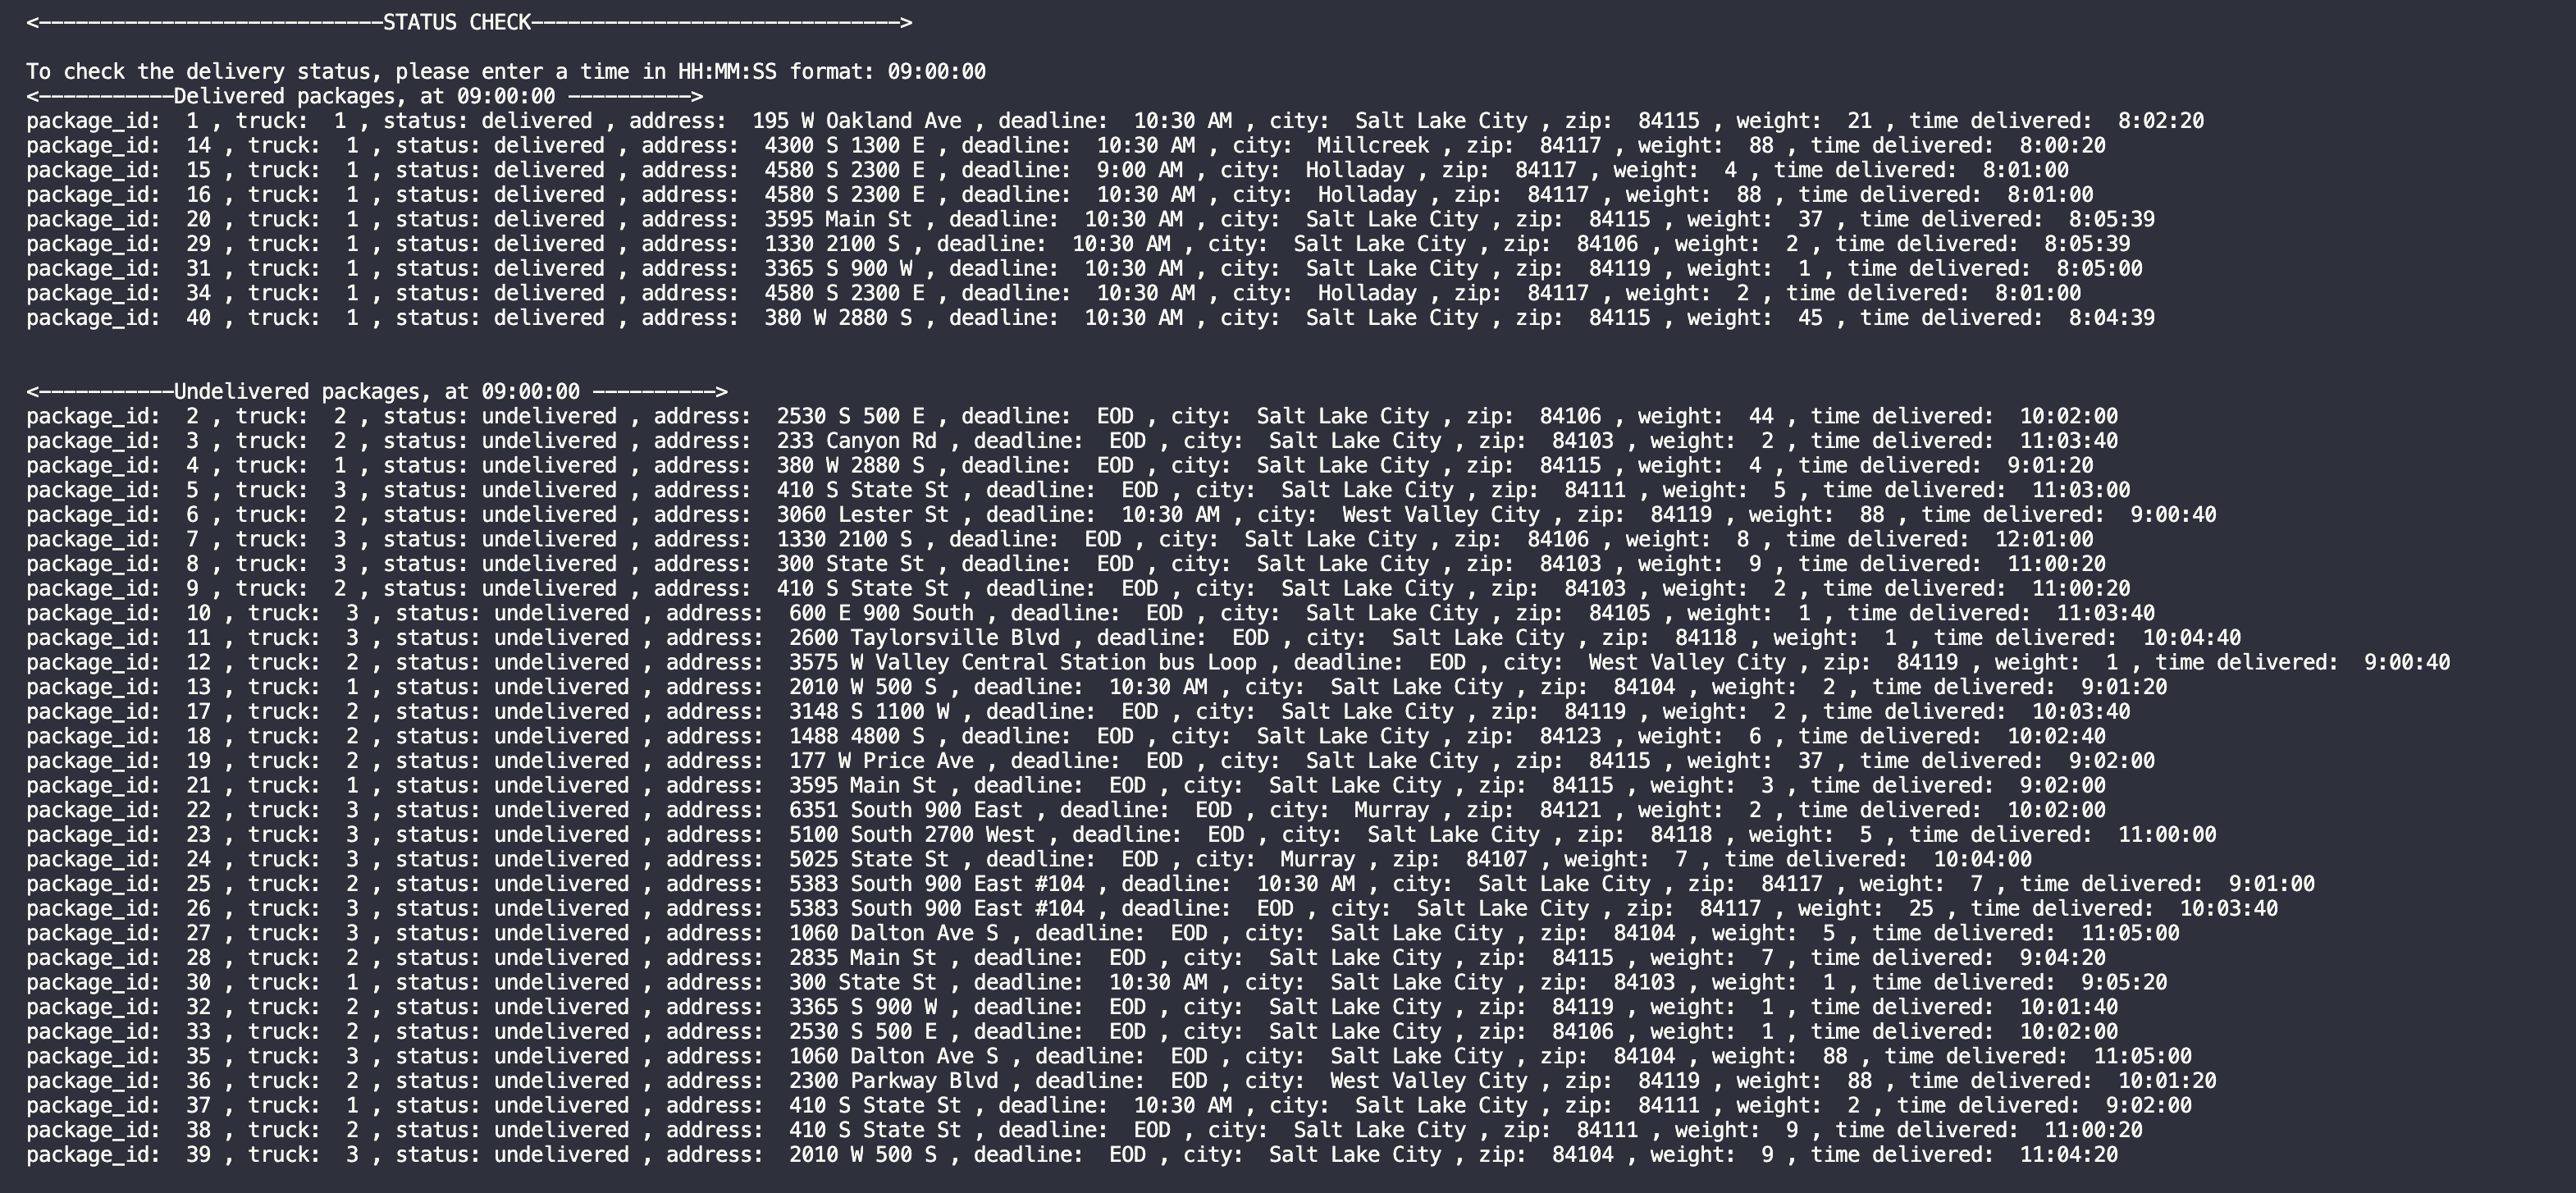 <----------------------------STATUS CHECK------------------------------>
To check the delivery status, please enter a time in HH:MM:SS format: 09:00:00
<-----------Delivered packages, at 09:00:00 ---------->
package_id:  1 , truck:  1 , status: delivered , address:  195 W Oakland Ave , deadline:  10:30 AM , city:  Salt Lake City , zip:  84115 , weight:  21 , time delivered:  8:02:20
package_id:  14 , truck:  1 , status: delivered , address:  4300 S 1300 E , deadline:  10:30 AM , city:  Millcreek , zip:  84117 , weight:  88 , time delivered:  8:00:20
package_id:  15 , truck:  1 , status: delivered , address:  4580 S 2300 E , deadline:  9:00 AM , city:  Holladay , zip:  84117 , weight:  4 , time delivered:  8:01:00
package_id:  16 , truck:  1 , status: delivered , address:  4580 S 2300 E , deadline:  10:30 AM , city:  Holladay , zip:  84117 , weight:  88 , time delivered:  8:01:00
package_id:  20 , truck:  1 , status: delivered , address:  3595 Main St , deadline:  10:30 AM , city:  Salt Lake City , zip:  84115 , weight:  37 , time delivered:  8:05:39
package_id:  29 , truck:  1 , status: delivered , address:  1330 2100 S , deadline:  10:30 AM , city:  Salt Lake City , zip:  84106 , weight:  2 , time delivered:  8:05:39
package_id:  31 , truck:  1 , status: delivered , address:  3365 S 900 W , deadline:  10:30 AM , city:  Salt Lake City , zip:  84119 , weight:  1 , time delivered:  8:05:00
package_id:  34 , truck:  1 , status: delivered , address:  4580 S 2300 E , deadline:  10:30 AM , city:  Holladay , zip:  84117 , weight:  2 , time delivered:  8:01:00
package_id:  40 , truck:  1 , status: delivered , address:  380 W 2880 S , deadline:  10:30 AM , city:  Salt Lake City , zip:  84115 , weight:  45 , time delivered:  8:04:39
<-----------Undelivered packages, at 09:00:00 ---------->
package_id:  2 , truck:  2 , status: undelivered , address:  2530 S 500 E , deadline:  EOD , city:  Salt Lake City , zip:  84106 , weight:  44 , time delivered:  10:02:00
package_id:  3 , truck:  2 , status: undelivered , address:  233 Canyon Rd , deadline:  EOD , city:  Salt Lake City , zip:  84103 , weight:  2 , time delivered:  11:03:40
package_id:  4 , truck:  1 , status: undelivered , address:  380 W 2880 S , deadline:  EOD , city:  Salt Lake City , zip:  84115 , weight:  4 , time delivered:  9:01:20
package_id:  5 , truck:  3 , status: undelivered , address:  410 S State St , deadline:  EOD , city:  Salt Lake City , zip:  84111 , weight:  5 , time delivered:  11:03:00
package_id:  6 , truck:  2 , status: undelivered , address:  3060 Lester St , deadline:  10:30 AM , city:  West Valley City , zip:  84119 , weight:  88 , time delivered:  9:00:40
package_id:  7 , truck:  3 , status: undelivered , address:  1330 2100 S , deadline:  EOD , city:  Salt Lake City , zip:  84106 , weight:  8 , time delivered:  12:01:00
package_id:  8 , truck:  3 , status: undelivered , address:  300 State St , deadline:  EOD , city:  Salt Lake City , zip:  84103 , weight:  9 , time delivered:  11:00:20
package_id:  9 , truck:  2 , status: undelivered , address:  410 S State St , deadline:  EOD , city:  Salt Lake City , zip:  84103 , weight:  2 , time delivered:  11:00:20
package_id:  10 , truck:  3 , status: undelivered , address:  600 E 900 South , deadline:  EOD , city:  Salt Lake City , zip:  84105 , weight:  1 , time delivered:  11:03:40
package_id:  11 , truck:  3 , status: undelivered , address:  2600 Taylorsville Blvd , deadline:  EOD , city:  Salt Lake City , zip:  84118 , weight:  1 , time delivered:  10:04:40
package_id:  12 , truck:  2 , status: undelivered , address:  3575 W Valley Central Station bus Loop , deadline:  EOD , city:  West Valley City , zip:  84119 , weight:  1 , time delivered:  9:00:40
package_id:  13 , truck:  1 , status: undelivered , address:  2010 W 500 S , deadline:  10:30 AM , city:  Salt Lake City , zip:  84104 , weight:  2 , time delivered:  9:01:20
package_id:  17 , truck:  2 , status: undelivered , address:  3148 S 1100 W , deadline:  EOD , city:  Salt Lake City , zip:  84119 , weight:  2 , time delivered:  10:03:40
package_id:  18 , truck:  2 , status: undelivered , address:  1488 4800 S , deadline:  EOD , city:  Salt Lake City , zip:  84123 , weight:  6 , time delivered:  10:02:40
package_id:  19 , truck:  2 , status: undelivered , address:  177 W Price Ave , deadline:  EOD , city:  Salt Lake City , zip:  84115 , weight:  37 , time delivered:  9:02:00
package_id:  21 , truck:  1 , status: undelivered , address:  3595 Main St , deadline:  EOD , city:  Salt Lake City , zip:  84115 , weight:  3 , time delivered:  9:02:00
package_id:  22 , truck:  3 , status: undelivered , address:  6351 South 900 East , deadline:  EOD , city:  Murray , zip:  84121 , weight:  2 , time delivered:  10:02:00
package_id:  23 , truck:  3 , status: undelivered , address:  5100 South 2700 West , deadline:  EOD , city:  Salt Lake City , zip:  84118 , weight:  5 , time delivered:  11:00:00
package_id:  24 , truck:  3 , status: undelivered , address:  5025 State St , deadline:  EOD , city:  Murray , zip:  84107 , weight:  7 , time delivered:  10:04:00
package_id:  25 , truck:  2 , status: undelivered , address:  5383 South 900 East #104 , deadline:  10:30 AM , city:  Salt Lake City , zip:  84117 , weight:  7 , time delivered:  9:01:00
package_id:  26 , truck:  3 , status: undelivered , address:  5383 South 900 East #104 , deadline:  EOD , city:  Salt Lake City , zip:  84117 , weight:  25 , time delivered:  10:03:40
package_id:  27 , truck:  3 , status: undelivered , address:  1060 Dalton Ave S , deadline:  EOD , city:  Salt Lake City , zip:  84104 , weight:  5 , time delivered:  11:05:00
package_id:  28 , truck:  2 , status: undelivered , address:  2835 Main St , deadline:  EOD , city:  Salt Lake City , zip:  84115 , weight:  7 , time delivered:  9:04:20
package_id:  30 , truck:  1 , status: undelivered , address:  300 State St , deadline:  10:30 AM , city:  Salt Lake City , zip:  84103 , weight:  1 , time delivered:  9:05:20
package_id:  32 , truck:  2 , status: undelivered , address:  3365 S 900 W , deadline:  EOD , city:  Salt Lake City , zip:  84119 , weight:  1 , time delivered:  10:01:40
package_id:  33 , truck:  2 , status: undelivered , address:  2530 S 500 E , deadline:  EOD , city:  Salt Lake City , zip:  84106 , weight:  1 , time delivered:  10:02:00
package_id:  35 , truck:  3 , status: undelivered , address:  1060 Dalton Ave S , deadline:  EOD , city:  Salt Lake City , zip:  84104 , weight:  88 , time delivered:  11:05:00
package_id:  36 , truck:  2 , status: undelivered , address:  2300 Parkway Blvd , deadline:  EOD , city:  West Valley City , zip:  84119 , weight:  88 , time delivered:  10:01:20
package_id:  37 , truck:  1 , status: undelivered , address:  410 S State St , deadline:  10:30 AM , city:  Salt Lake City , zip:  84111 , weight:  2 , time delivered:  9:02:00
package_id:  38 , truck:  2 , status: undelivered , address:  410 S State St , deadline:  EOD , city:  Salt Lake City , zip:  84111 , weight:  9 , time delivered:  11:00:20
package_id:  39 , truck:  3 , status: undelivered , address:  2010 W 500 S , deadline:  EOD , city:  Salt Lake City , zip:  84104 , weight:  9 , time delivered:  11:04:20